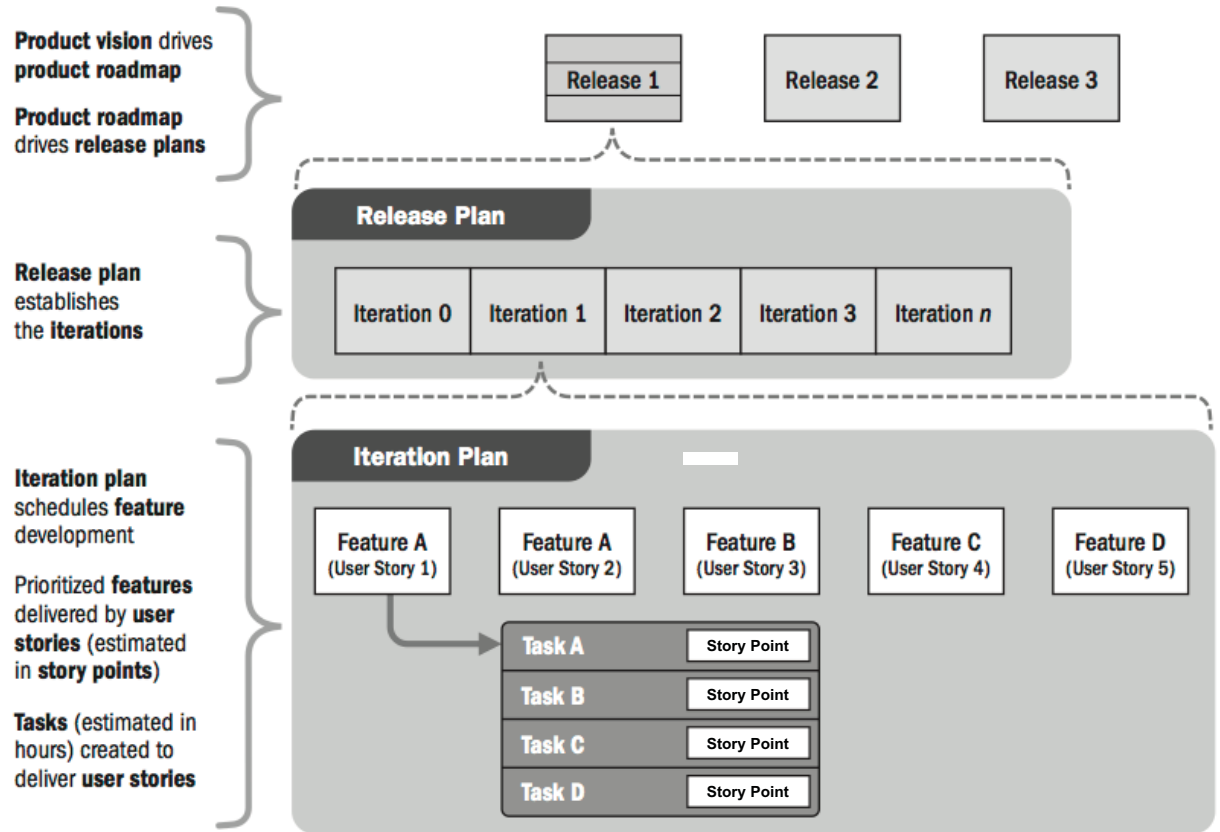 Product vision drives
product roadmap
Product roadmap
drives release plans
Release 1
Release 2
Release 3
Release Plan
Release plan
establishes
the iterations
Iteration 0
Iteration 1
Iteration 2
Iteration 3
Iteration n
Iteration Plan
Iteration plan
schedules feature
development
Prioritized features
delivered by user
stories (estimated
in story points)
Tasks (estimated in
hours) created to
deliver user stories
Feature A
(User Story 1)
Feature A
(User Story 2)
Feature B
(User Story 3)
Feature C
(User Story 4)
Feature D
(User Story 5)
Task A
Story Point
Task B
Story Point
Task C
Story Point
Task D
Story Point